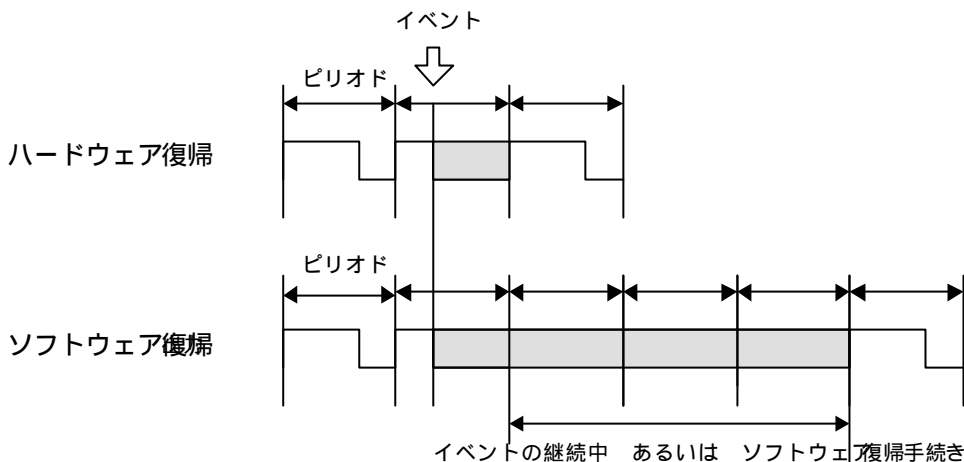 イベント
ピリオド
ハードウェア復帰
ピリオド
ソフトウェア復帰
イベントの継続中 あるいは ソフトウェア復帰手続き